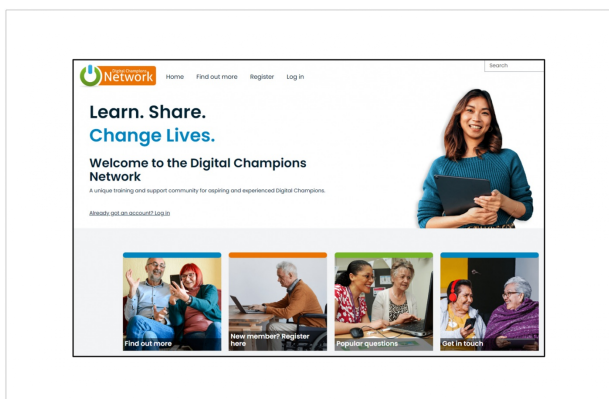 Digital Champions
Network
Home
Find out more
Register
Log in
Search
Learn. Share.
Change Lives.
Welcome to the Digital Champions
Network
A unique training and support community for aspiring and experienced Digital Champions.
Already got an account? Log in
Find out more
New member? Register
here
Popular questions
Get in touch